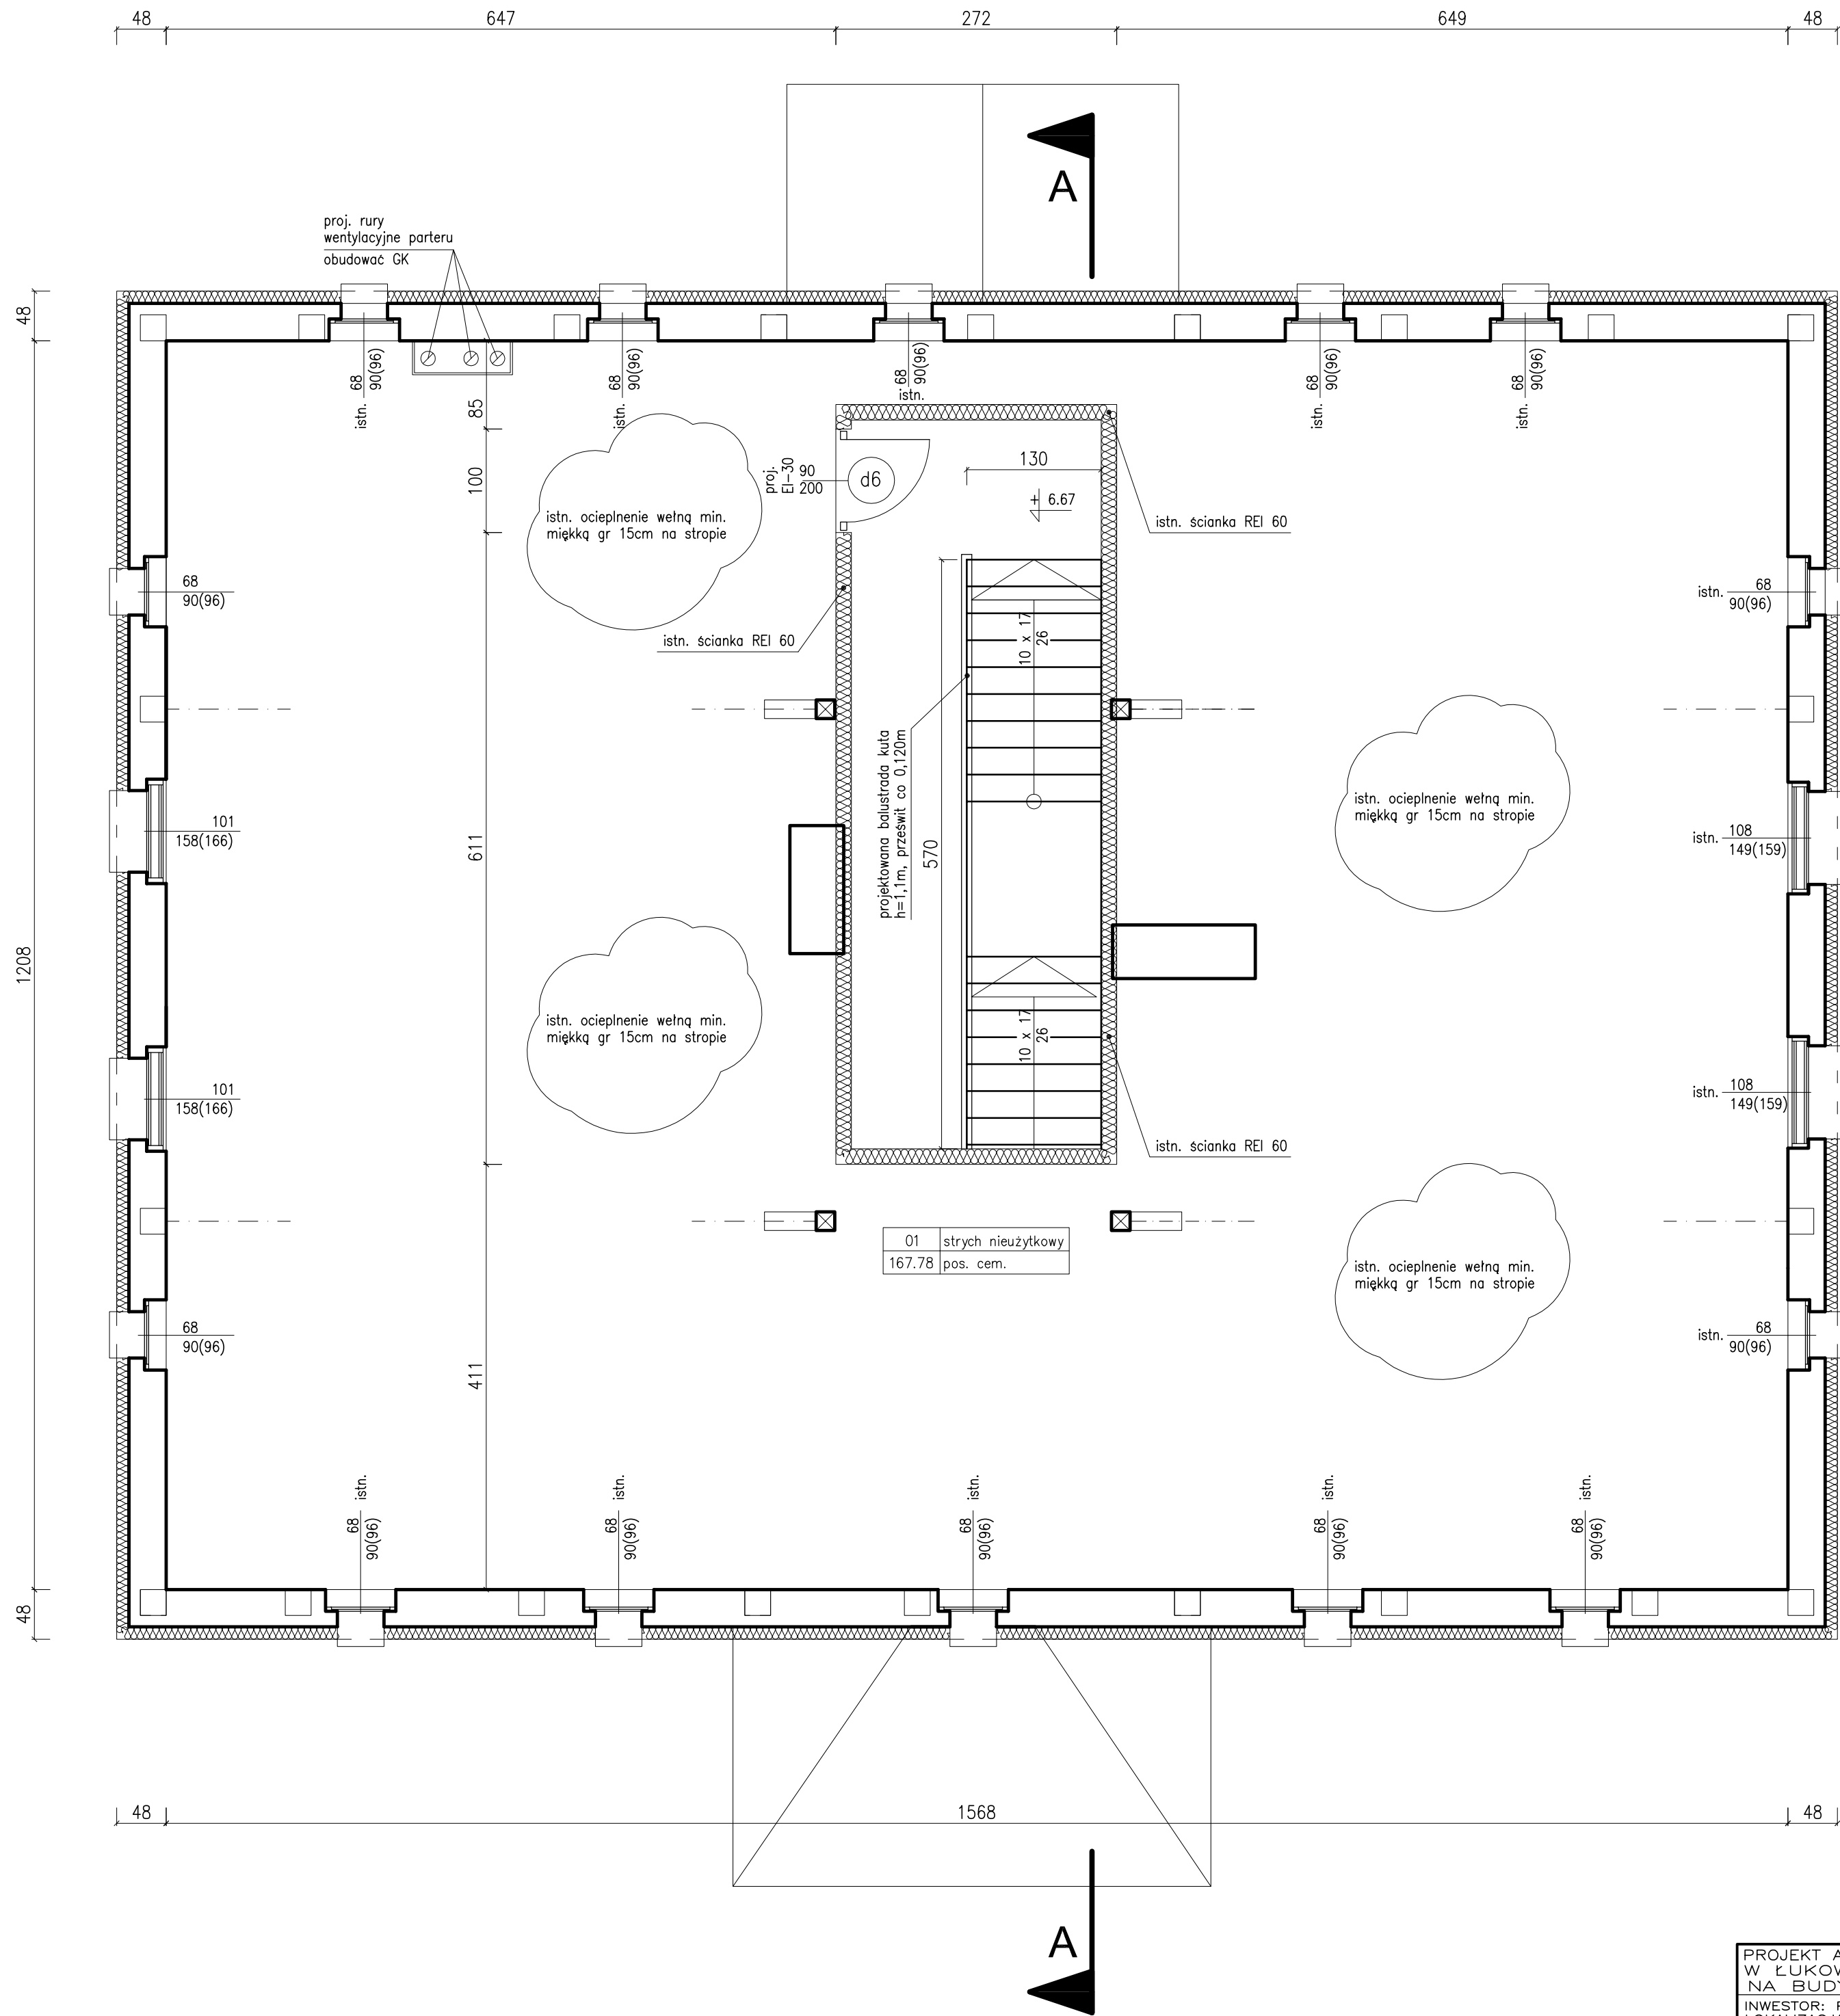 48
647
272
649
48
A
proj. rury
wentylacyjne parteru
obudować GK
48
68
90(96)
istn.
68
90(96)
istn.
68
90(96)
istn.
68
90(96)
istn.
68
90(96)
istn.
85
100
proj.
EI-30
90
200
d6
130
+ 6.67
istn. ścianka REI 60
istn. ocieplnenie wełną min.
miękką gr 15cm na stropie
68
90(96)
istn. ścianka REI 60
10 x 17
26
istn.
68
90(96)
projektowana balustrada kuta
h=1,1m, prześwit co 0,120m
570
611
101
158(166)
istn. ocieplnenie wełną min.
miękką gr 15cm na stropie
istn.
108
149(159)
1208
istn. ocieplnenie wełną min.
miękką gr 15cm na stropie
10 x 17
26
101
158(166)
istn.
108
149(159)
istn. ścianka REI 60
01 strych nieużytkowy
167.78 pos. cem.
istn. ocieplnenie wełną min.
miękką gr 15cm na stropie
68
90(96)
istn.
68
90(96)
411
istn.
68
90(96)
istn.
68
90(96)
istn.
68
90(96)
istn.
68
90(96)
istn.
68
90(96)
48
48
1568
48
A
PROJEKT A
W ŁUKOW
NA BUDY
INWESTOR: